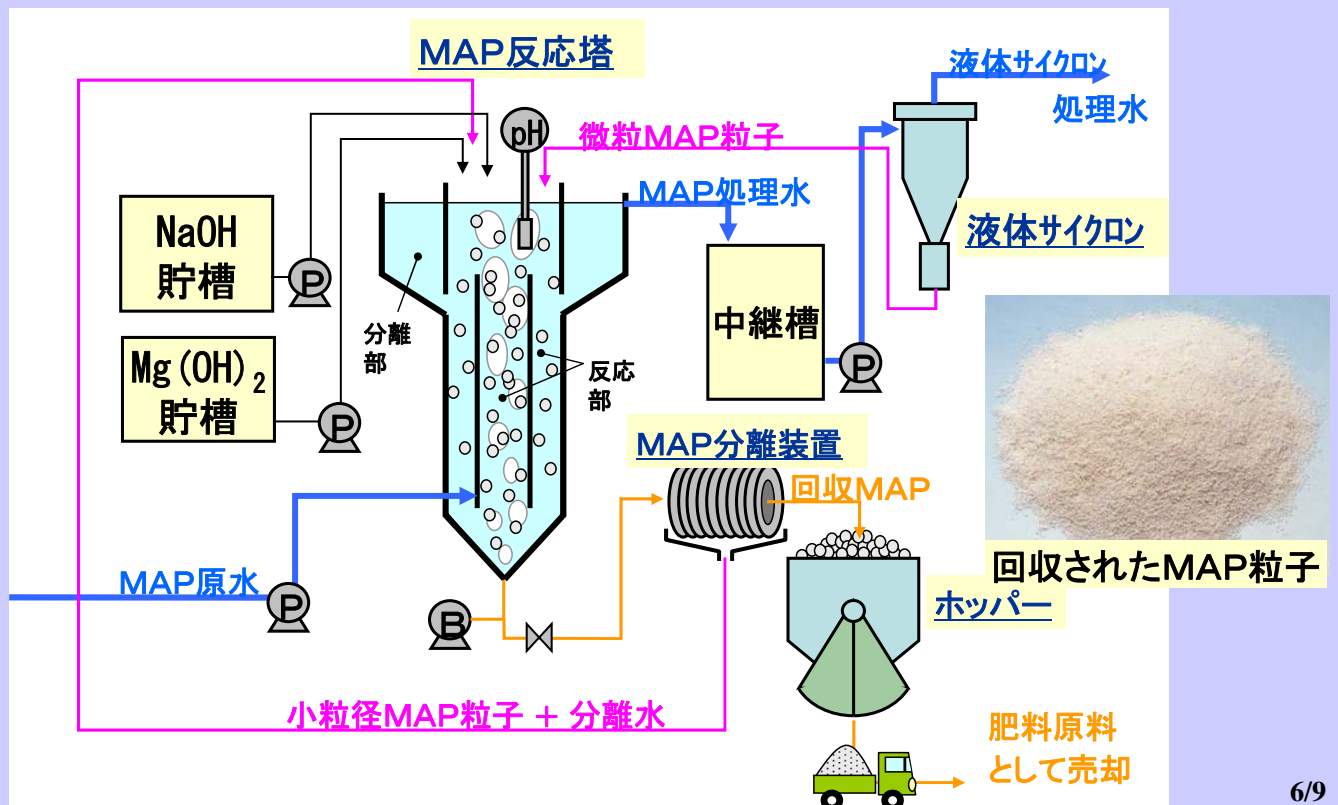 MAP反応塔
液体サイクロン
処理水
pH
微粒MAP粒子
MAP処理水
NaOH
貯槽
P
液体サイクロン
分離
部
中継槽
P
反応
部
Mg(OH)2
貯槽
P
MAP分離装置
回収MAP
MAP原水
P
回収されたMAP粒子
ホッパー
B
小粒径MAP粒子 + 分離水
肥料原料
として売却
6/9